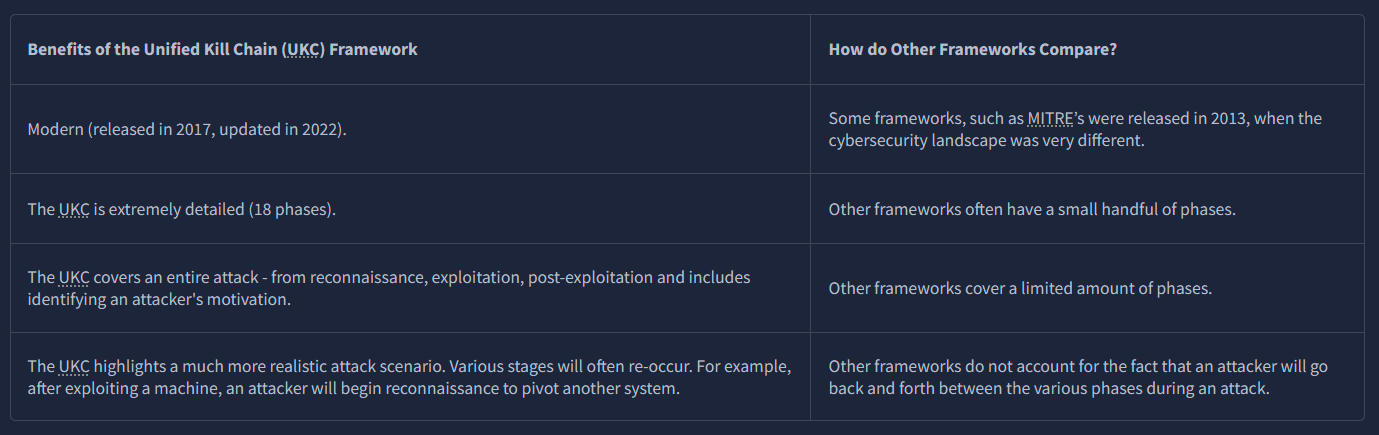 Benefits of the Unified Kill Chain (UKC) Framework
How do Other Frameworks Compare?
Modern (released in 2017, updated in 2022).
Some frameworks, such as MITRE’s were released in 2013, when the
cybersecurity landscape was very different.
The UKC is extremely detailed (18 phases).
Other frameworks often have a small handful of phases.
The UKC covers an entire attack - from reconnaissance, exploitation, post-exploitation and includes
identifying an attacker's motivation.
Other frameworks cover a limited amount of phases.
The UKC highlights a much more realistic attack scenario. Various stages will often re-occur. For example,
after exploiting a machine, an attacker will begin reconnaissance to pivot another system.
Other frameworks do not account for the fact that an attacker will go
back and forth between the various phases during an attack.